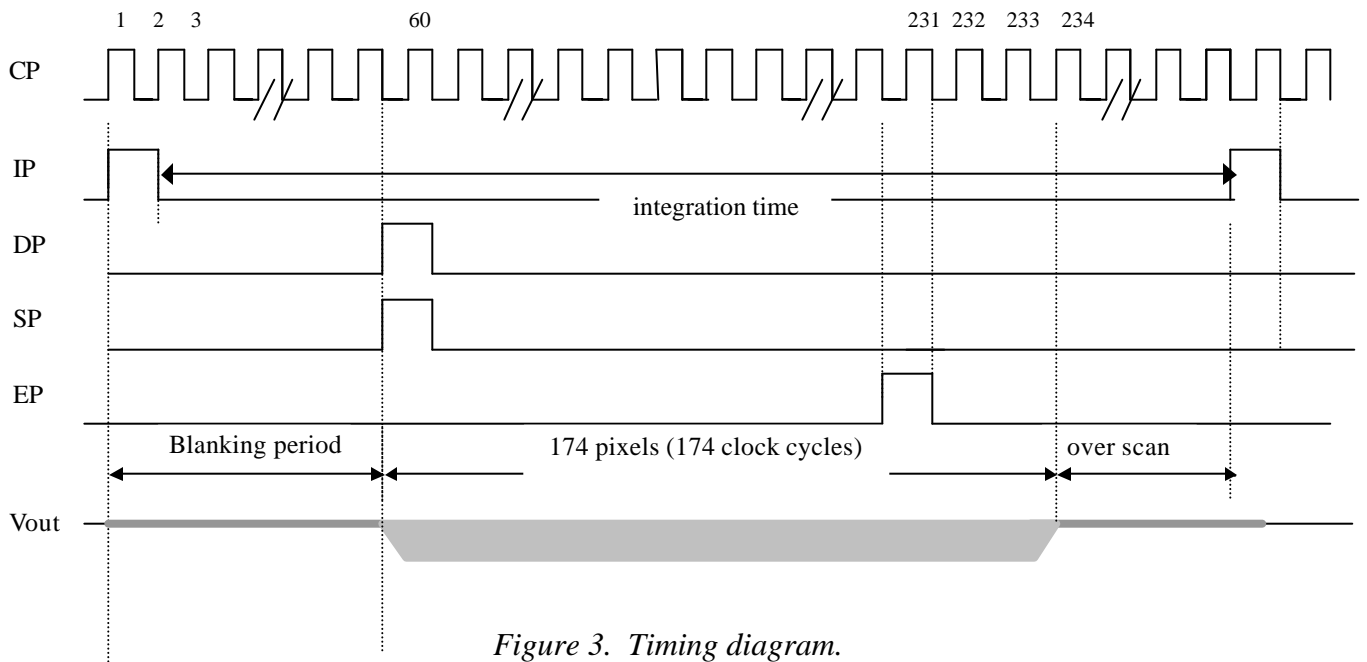 1 2 3 60 231 232 233 234
CP
IP
integration time
DP
SP
EP
Blanking period 174 pixels (174 clock cycles) over scan
Vout
Figure 3. Timing diagram.